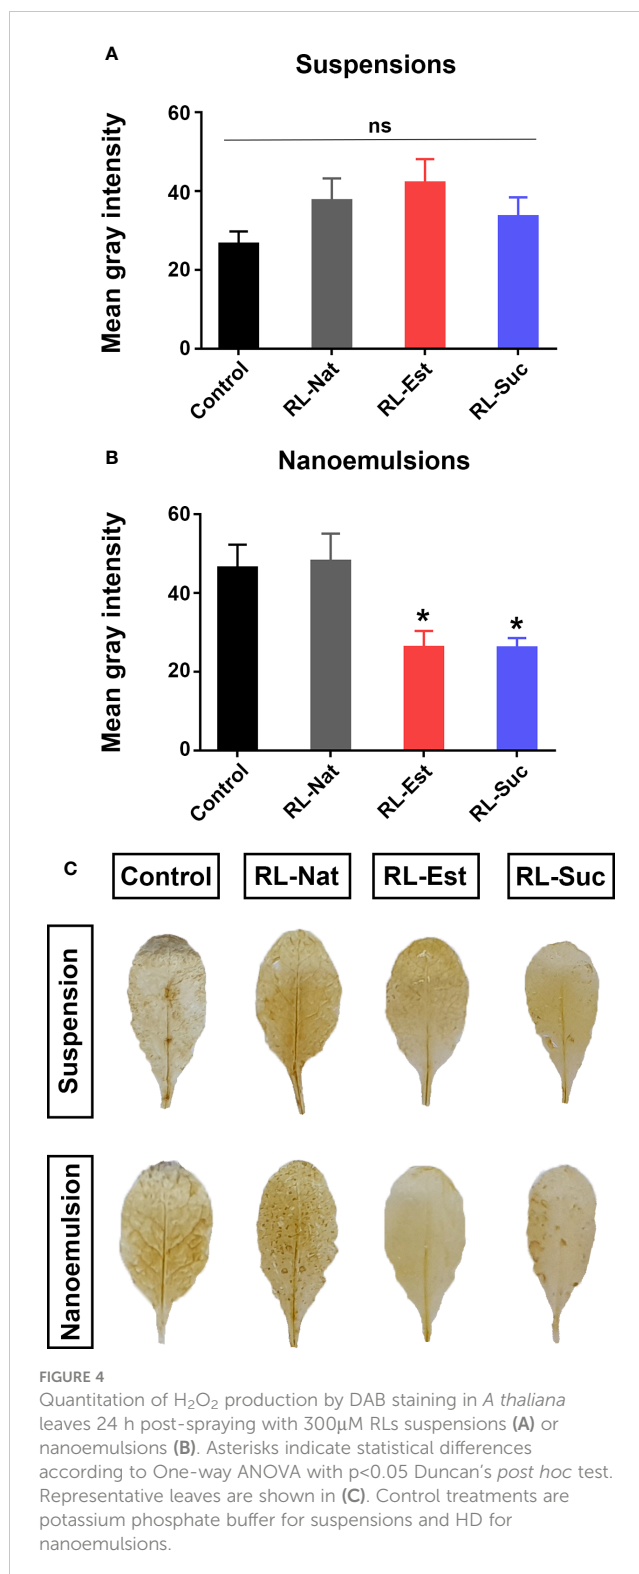 A
Suspensions
Mean gray intensity
60
40
20
0
ns
Control
RL-Nat
RL-Est
RL-Suc
B
Nanoemulsions
Mean gray intensity
60
40
20
0
*
*
Control
RL-Nat
RL-Est
RL-Suc
C
Control
RL-Nat
RL-Est
RL-Suc
Suspension
Nanoemulsion
FIGURE 4
Quantitation of H₂O₂ production by DAB staining in A thaliana
leaves 24 h post-spraying with 300μM RLs suspensions (A) or
nanoemulsions (B). Asterisks indicate statistical differences
according to One-way ANOVA with p<0.05 Duncan's post hoc test.
Representative leaves are shown in (C). Control treatments are
potassium phosphate buffer for suspensions and HD for
nanoemulsions.